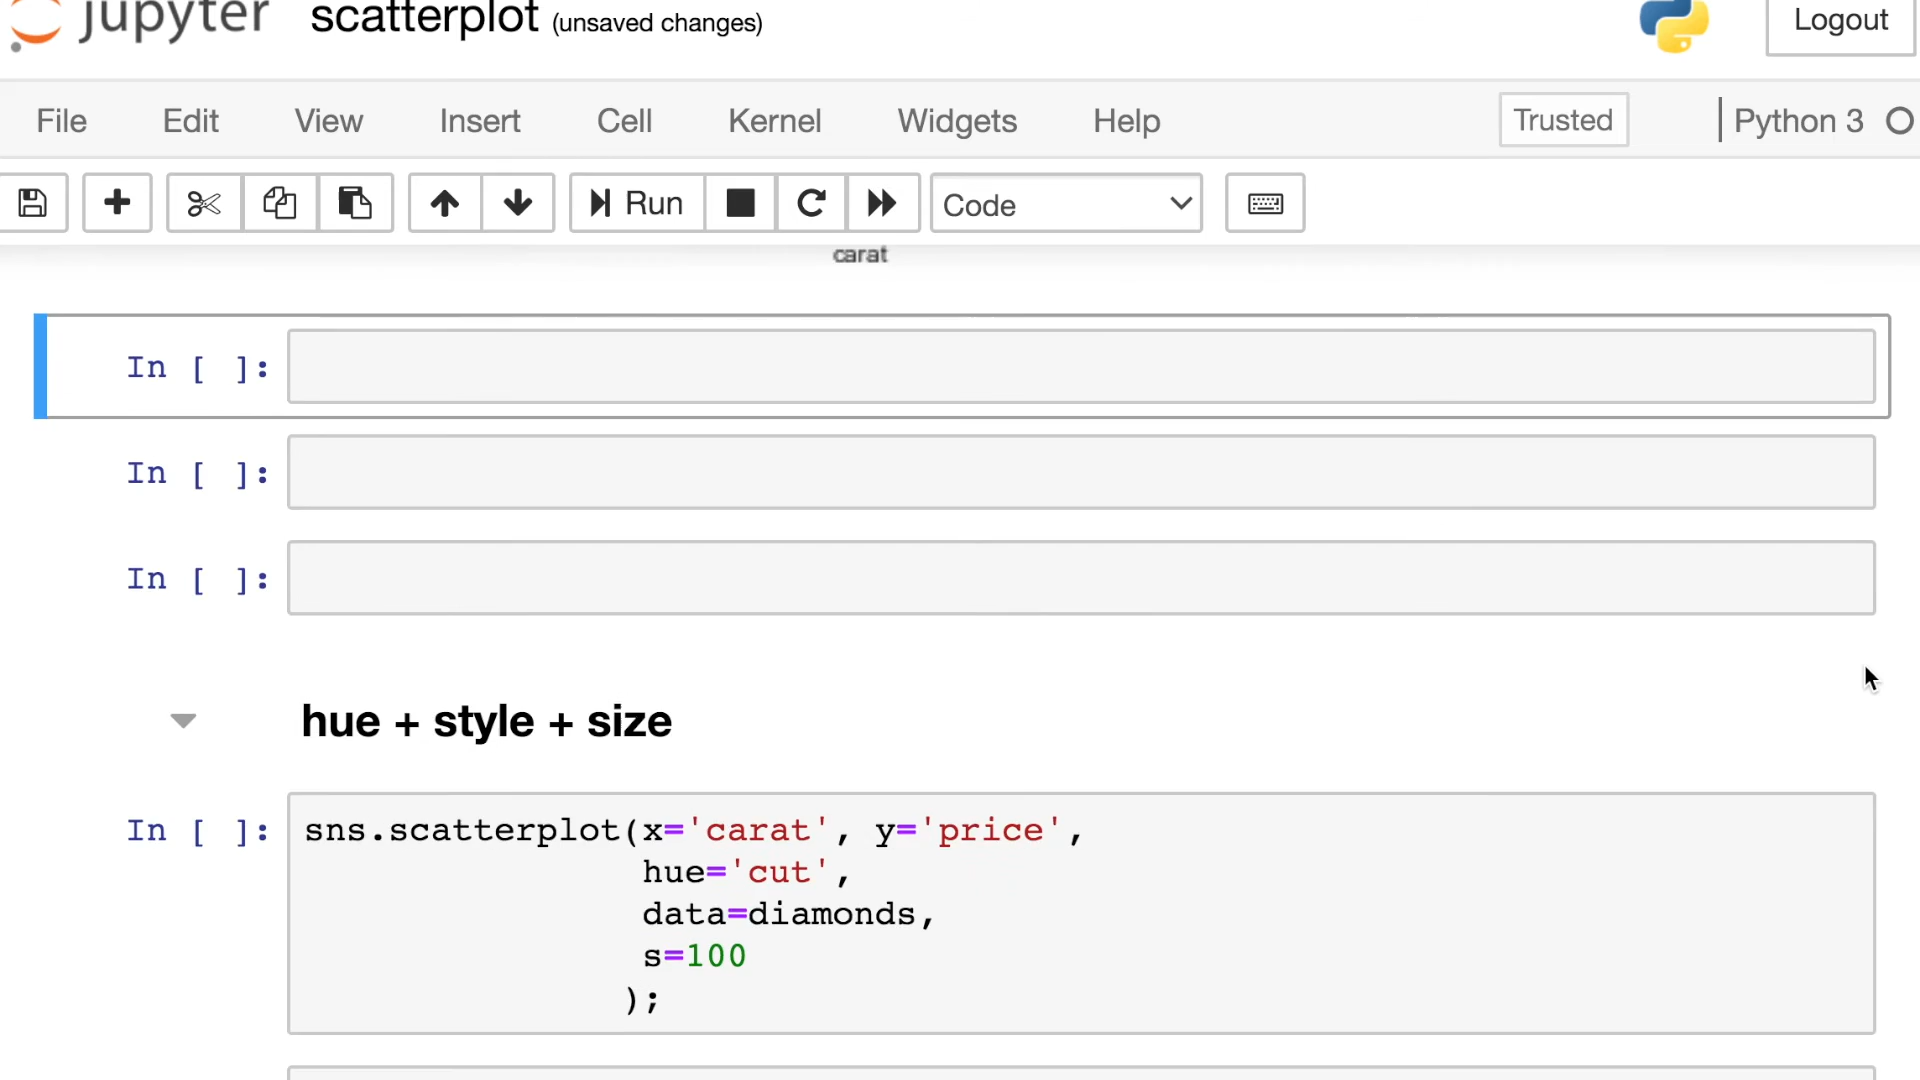 jupyter scatterplot (unsaved changes) Logout
File Edit View Insert Cell Kernel Widgets Help Trusted Python 3
Run Code
carat
In [ ]:
In [ ]:
In [ ]:
hue + style + size
In [ ]: sns.scatterplot(x='carat', y='price',
hue='cut',
data=diamonds,
s=100
);